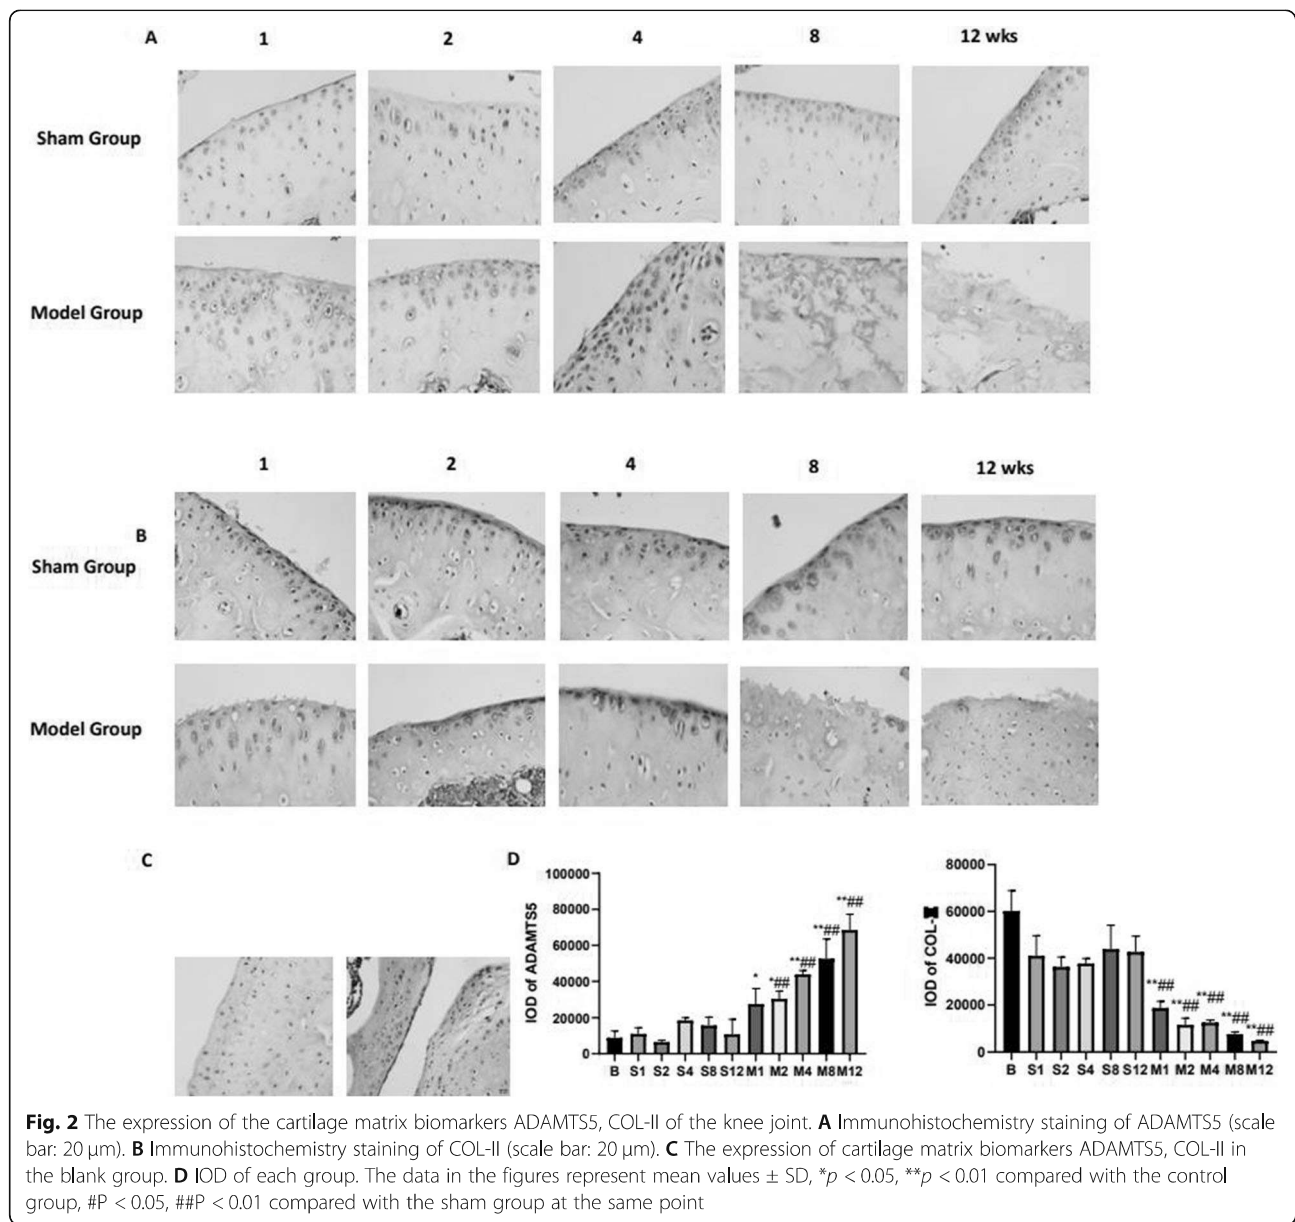 A
1 2 4 8 12 wks
Sham Group
Model Group
1 2 4 8 12 wks
B
Sham Group
Model Group
C
D
IOD of ADAMTS5
100000
80000
60000
40000
20000
0
* *## **## **## **##
B S1 S2 S4 S8 S12 M1 M2 M4 M8 M12
IOD of COL-
80000
60000
40000
20000
0
**## **## **## **## **##
B S1 S2 S4 S8 S12 M1 M2 M4 M8 M12
Fig. 2 The expression of the cartilage matrix biomarkers ADAMTS5, COL-II of the knee joint. A Immunohistochemistry staining of ADAMTS5 (scale
bar: 20 μm). B Immunohistochemistry staining of COL-II (scale bar: 20 μm). C The expression of cartilage matrix biomarkers ADAMTS5, COL-II in
the blank group. D IOD of each group. The data in the figures represent mean values ± SD, *p < 0.05, **p < 0.01 compared with the control
group, #P < 0.05, ##P < 0.01 compared with the sham group at the same point